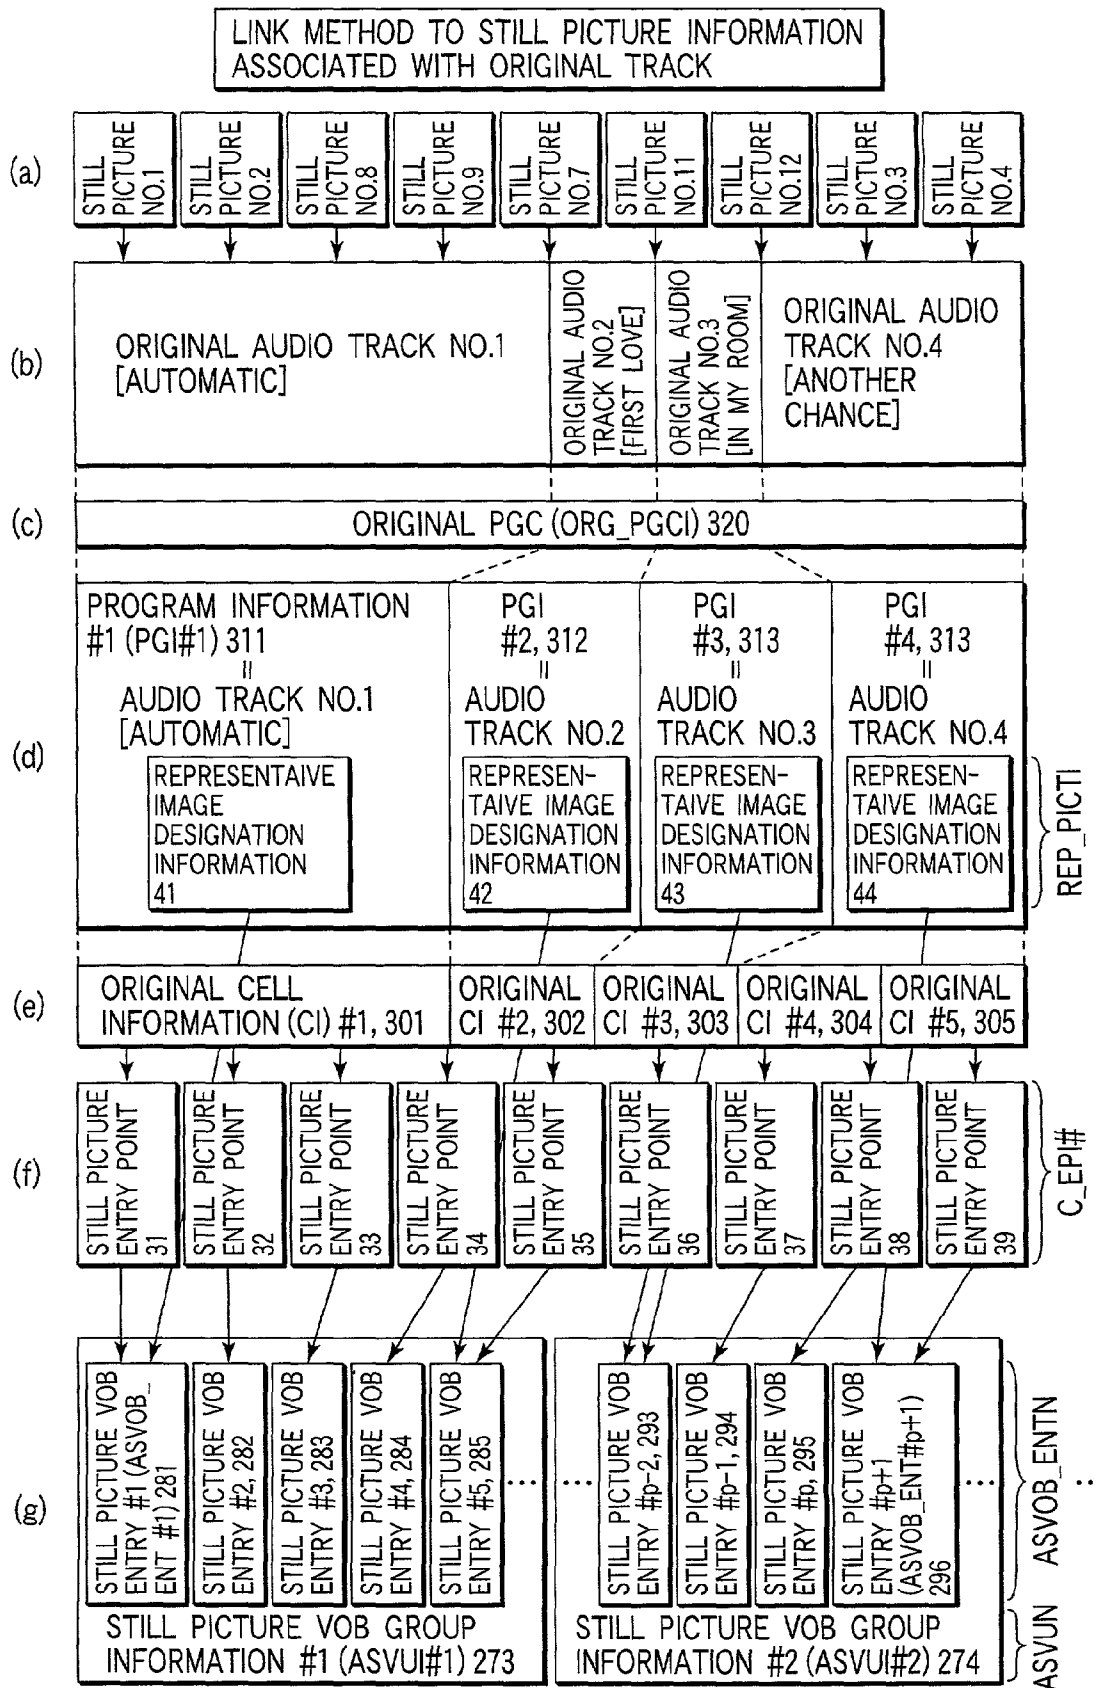 LINK METHOD TO STILL PICTURE INFORMATION
ASSOCIATED WITH ORIGINAL TRACK
(a)
STILL
PICTURE
NO.1
STILL
PICTURE
NO.2
STILL
PICTURE
NO.8
STILL
PICTURE
NO.9
STILL
PICTURE
NO.7
STILL
PICTURE
NO.11
STILL
PICTURE
NO.12
STILL
PICTURE
NO.3
STILL
PICTURE
NO.4
(b)
ORIGINAL AUDIO TRACK NO.1
[AUTOMATIC]
ORIGINAL AUDIO
TRACK NO.2
[FIRST LOVE]
ORIGINAL AUDIO
TRACK NO.3
[IN MY ROOM]
ORIGINAL AUDIO
TRACK NO.4
[ANOTHER
CHANCE]
(c)
ORIGINAL PGC (ORG_PGCI) 320
(d)
PROGRAM INFORMATION
#1 (PGI#1) 311
=
AUDIO TRACK NO.1
[AUTOMATIC]
REPRESENTAIVE
IMAGE
DESIGNATION
INFORMATION
41
PGI
#2, 312
=
AUDIO
TRACK NO.2
REPRESEN-
TAIVE IMAGE
DESIGNATION
INFORMATION
42
PGI
#3, 313
=
AUDIO
TRACK NO.3
REPRESEN-
TAIVE IMAGE
DESIGNATION
INFORMATION
43
PGI
#4, 313
=
AUDIO
TRACK NO.4
REPRESEN-
TAIVE IMAGE
DESIGNATION
INFORMATION
44
REP_PICTI
(e)
ORIGINAL CELL
INFORMATION (CI) #1, 301
ORIGINAL
CI #2, 302
ORIGINAL
CI #3, 303
ORIGINAL
CI #4, 304
ORIGINAL
CI #5, 305
(f)
STILL PICTURE
ENTRY POINT
31
STILL PICTURE
ENTRY POINT
32
STILL PICTURE
ENTRY POINT
33
STILL PICTURE
ENTRY POINT
34
STILL PICTURE
ENTRY POINT
35
STILL PICTURE
ENTRY POINT
36
STILL PICTURE
ENTRY POINT
37
STILL PICTURE
ENTRY POINT
38
STILL PICTURE
ENTRY POINT
39
C_EPI#
(g)
STILL PICTURE VOB
ENTRY #1 (ASVOB_
ENT #1) 281
STILL PICTURE VOB
ENTRY #2, 282
STILL PICTURE VOB
ENTRY #3, 283
STILL PICTURE VOB
ENTRY #4, 284
STILL PICTURE VOB
ENTRY #5, 285
.....
STILL PICTURE VOB
ENTRY #p-2, 293
STILL PICTURE VOB
ENTRY #p-1, 294
STILL PICTURE VOB
ENTRY #p, 295
STILL PICTURE VOB
ENTRY #p+1
(ASVOB_ENT#p+1)
296
.....
ASVOB_ENTN
STILL PICTURE VOB GROUP
INFORMATION #1 (ASVUI#1) 273
STILL PICTURE VOB GROUP
INFORMATION #2 (ASVUI#2) 274
ASVUN